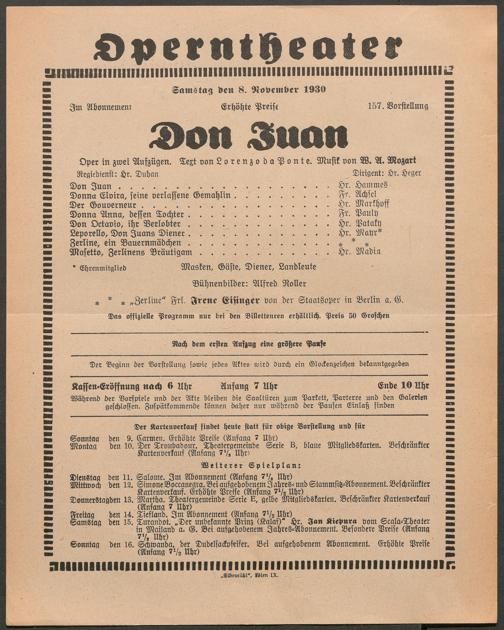 Operntheater
Samstag den 8. November 1930
Im Abonnement Erhöhte Preise 157. Vorstellung
Don Juan
Oper in zwei Aufzügen. Text von Lorenzo da Ponte. Musik von W. A. Mozart
Regiedienst: Hr. Duhan Dirigent: Hr. Heger
Don Juan . . . . . Hr. Hammes
Donna Elvira, seine verlassene Gemahlin . . . . . Fr. Achsel
Der Gouverneur . . . . . Hr. Markhoff
Donna Anna, dessen Tochter . . . . . Fr. Pauly
Don Octavio, ihr Verlobter . . . . . Hr. Pataky
Leporello, Don Juans Diener . . . . . Hr. Mayr*
Zerline, ein Bauernmädchen . . . . . * * *
Masetto, Zerlinens Bräutigam . . . . . Hr. Madin
* Ehrenmitglied Masken, Gäste, Diener, Landleute
Bühnenbilder: Alfred Roller
* * * „Zerline" Frl. Irene Eisinger von der Staatsoper in Berlin a. G.
Das offizielle Programm nur bei den Billetteuren erhältlich. Preis 50 Groschen
Nach dem ersten Aufzug eine größere Pause
Der Beginn der Vorstellung sowie jedes Aktes wird durch ein Glockenzeichen bekanntgegeben
Kassen-Eröffnung nach 6 Uhr Anfang 7 Uhr Ende 10 Uhr
Während der Vorspiele und der Akte bleiben die Saaltüren zum Parkett, Parterre und den Galerien
geschlossen. Zuspätkommende können daher nur während der Pausen Einlaß finden
Der Kartenverkauf findet heute statt für obige Vorstellung und für
Sonntag den 9. Carmen. Erhöhte Preise (Anfang 7 Uhr)
Montag den 10. Der Troubadour. Theatergemeinde Serie B, blaue Mitgliedskarten. Beschränkter
Kartenverkauf (Anfang 7½ Uhr)
Weiterer Spielplan:
Dienstag den 11. Salome. Im Abonnement (Anfang 7½ Uhr)
Mittwoch den 12. Simone Boccanegra. Bei aufgehobenem Jahres- und Stammsitz-Abonnement. Beschränkter
Kartenverkauf. Erhöhte Preise (Anfang 7½ Uhr)
Donnerstag den 13. Martha. Theatergemeinde Serie E, gelbe Mitgliedskarten. Beschränkter Kartenverkauf
(Anfang 7½ Uhr)
Freitag den 14. Tiefland. Im Abonnement (Anfang 7½ Uhr)
Samstag den 15. Turandot. „Der unbekannte Prinz (Kalaf)" Hr. Jan Kiepura vom Scala-Theater
in Mailand a. G. Bei aufgehobenem Jahres-Abonnement. Besondere Preise (Anfang
7½ Uhr)
Sonntag den 16. Schwanda, der Dudelsackpfeifer. Bei aufgehobenem Abonnement. Erhöhte Preise
(Anfang 7½ Uhr)
„Elbemühl", Wien IX.